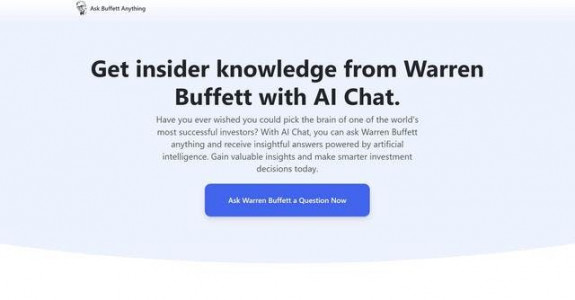 Ask Buffett Anything
Get insider knowledge from Warren
Buffett with AI Chat.
Have you ever wished you could pick the brain of one of the world's
most successful investors? With AI Chat, you can ask Warren Buffett
anything and receive insightful answers powered by artificial
intelligence. Gain valuable insights and make smarter investment
decisions today.
Ask Warren Buffett a Question Now